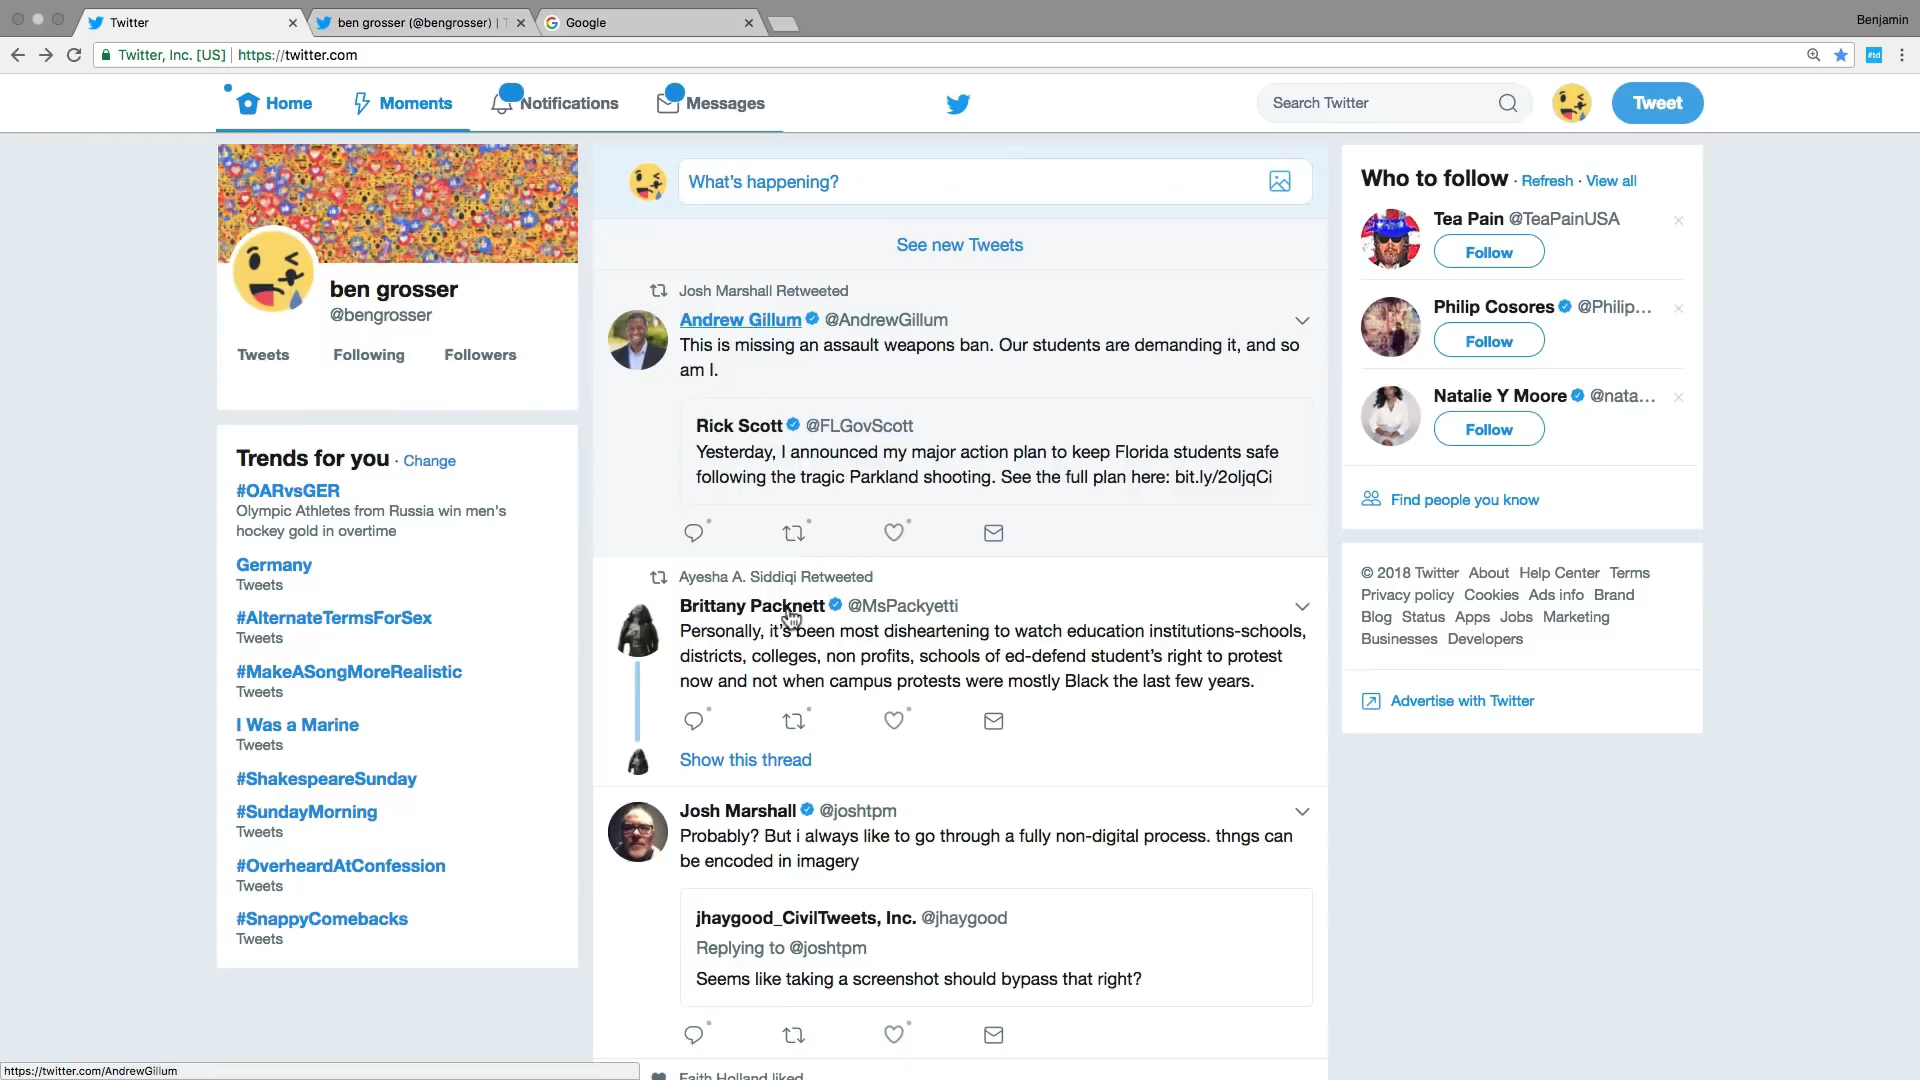 Twitter
ben grosser (@bengrosser) | T
Google
Benjamin
Twitter, Inc. [US] | https://twitter.com
#td
Home
Moments
Notifications
Messages
Search Twitter
Tweet
ben grosser
@bengrosser
Tweets Following Followers
Trends for you · Change
#OARvsGER
Olympic Athletes from Russia win men's
hockey gold in overtime
Germany
Tweets
#AlternateTermsForSex
Tweets
#MakeASongMoreRealistic
Tweets
I Was a Marine
Tweets
#ShakespeareSunday
#SundayMorning
Tweets
#OverheardAtConfession
Tweets
#SnappyComebacks
Tweets
What's happening?
See new Tweets
Josh Marshall Retweeted
Andrew Gillum @AndrewGillum
This is missing an assault weapons ban. Our students are demanding it, and so
am I.
Rick Scott @FLGovScott
Yesterday, I announced my major action plan to keep Florida students safe
following the tragic Parkland shooting. See the full plan here: bit.ly/2oljqCi
Ayesha A. Siddiqi Retweeted
Brittany Packnett @MsPackyetti
Personally, it's been most disheartening to watch education institutions-schools,
districts, colleges, non profits, schools of ed-defend student's right to protest
now and not when campus protests were mostly Black the last few years.
Show this thread
Josh Marshall @joshtpm
Probably? But i always like to go through a fully non-digital process. thngs can
be encoded in imagery
jhaygood_CivilTweets, Inc. @jhaygood
Replying to @joshtpm
Seems like taking a screenshot should bypass that right?
Faith Holland liked
Who to follow · Refresh · View all
Tea Pain @TeaPainUSA
Follow
Philip Cosores @Philip...
Follow
Natalie Y Moore @nata...
Follow
Find people you know
© 2018 Twitter About Help Center Terms
Privacy policy Cookies Ads info Brand
Blog Status Apps Jobs Marketing
Businesses Developers
Advertise with Twitter
https://twitter.com/AndrewGillum